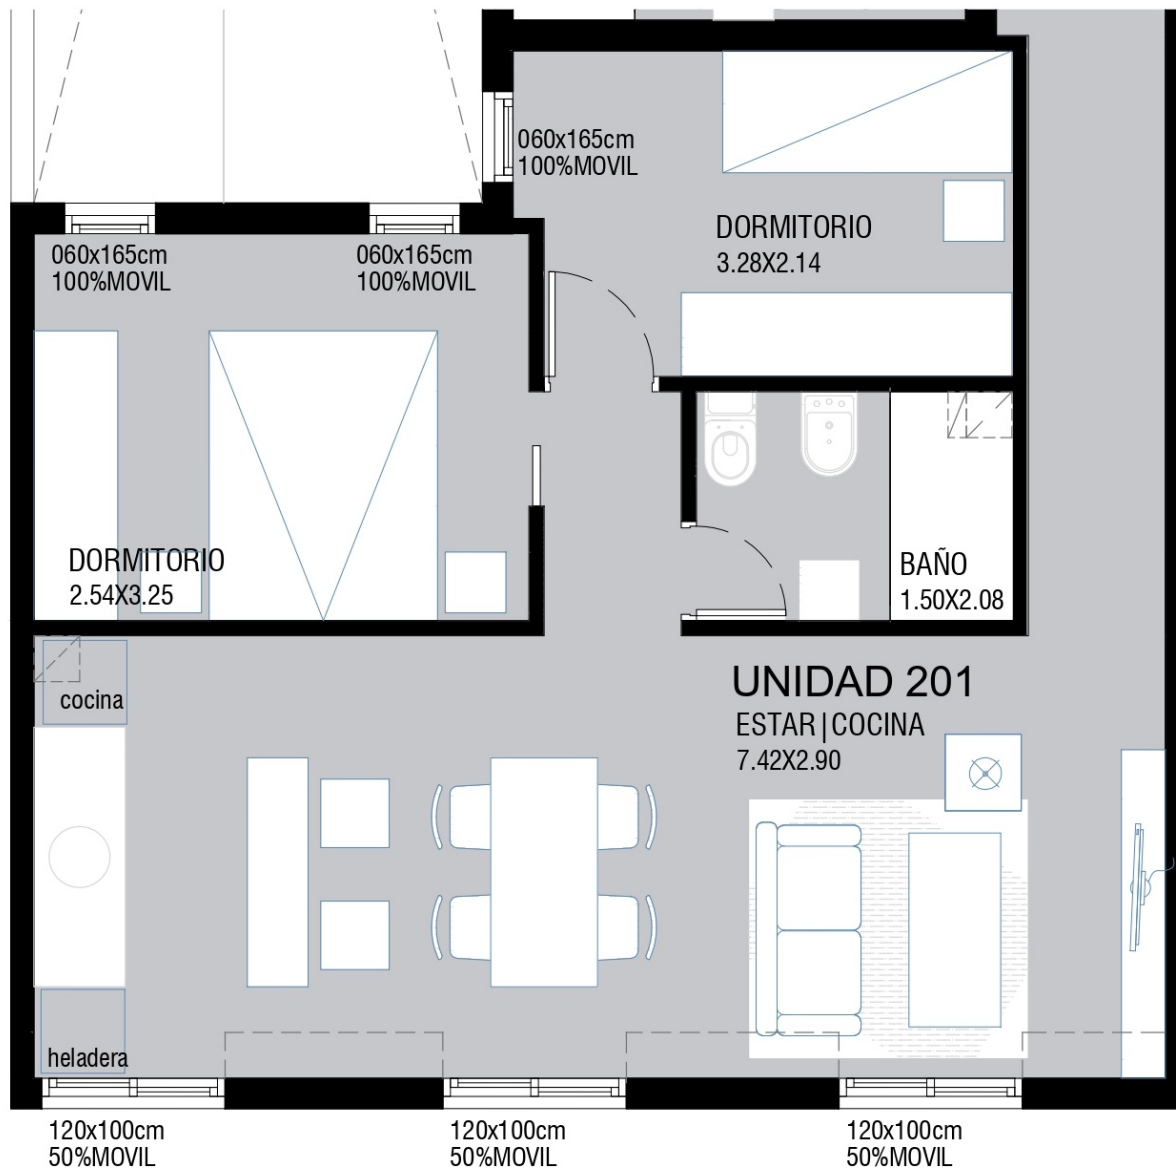 060x165cm
100%MOVIL
DORMITORIO
3.28X2.14
060x165cm
100%MOVIL
060x165cm
100%MOVIL
DORMITORIO
2.54X3.25
BAÑO
1.50X2.08
UNIDAD 201
ESTAR|COCINA
7.42X2.90
cocina
heladera
120x100cm
50%MOVIL
120x100cm
50%MOVIL
120x100cm
50%MOVIL